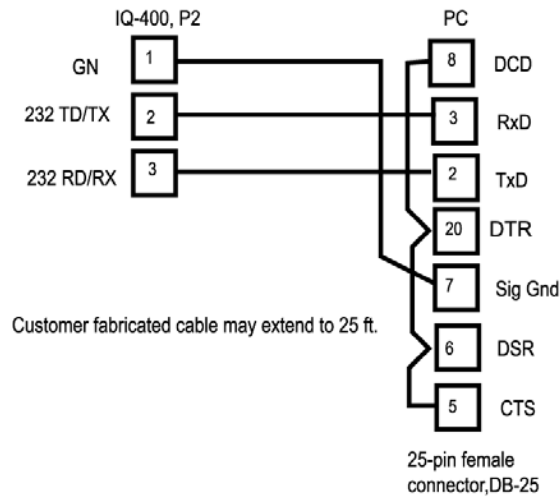 IQ-400, P2 PC
GN 1 8 DCD
232 TD/TX 2 3 RxD
232 RD/RX 3 2 TxD
20 DTR
7 Sig Gnd
Customer fabricated cable may extend to 25 ft.
6 DSR
5 CTS
25-pin female
connector,DB-25